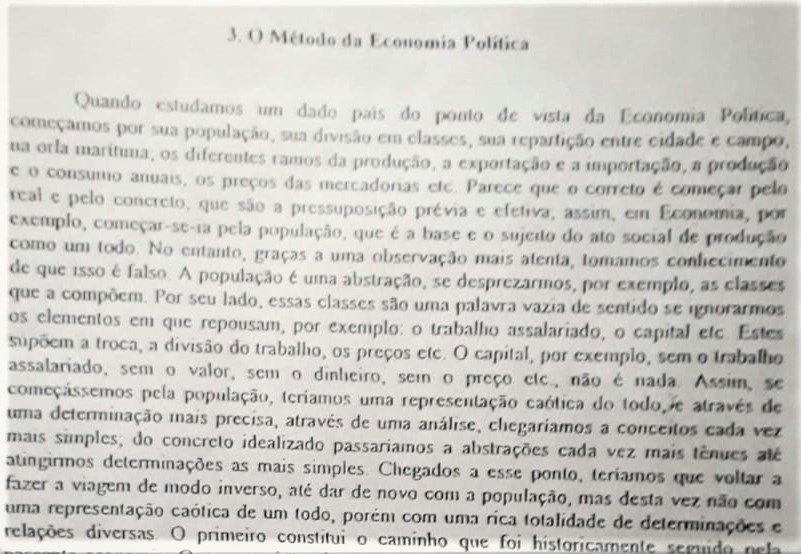 3. O Método da Economia Política
Quando estudamos um dado país do ponto de vista da Economia Política,
começamos por sua população, sua divisão em classes, sua repartição entre cidade e campo,
na orla marítima, os diferentes ramos da produção, a exportação e a importação, a produção
e o consumo anuais, os preços das mercadorias etc. Parece que o correto é começar pelo
real e pelo concreto, que são a pressuposição prévia e efetiva; assim, em Economia, por
exemplo, começar-se-ia pela população, que é a base e o sujeito do ato social de produção
como um todo. No entanto, graças a uma observação mais atenta, tomamos conhecimento
de que isso é falso. A população é uma abstração, se desprezarmos, por exemplo, as classes
que a compõem. Por seu lado, essas classes são uma palavra vazia de sentido se ignorarmos
os elementos em que repousam, por exemplo: o trabalho assalariado, o capital etc. Estes
supõem a troca, a divisão do trabalho, os preços etc. O capital, por exemplo, sem o trabalho
assalariado, sem o valor, sem o dinheiro, sem o preço etc., não é nada. Assim, se
começássemos pela população, teríamos uma representação caótica do todo, e através de
uma determinação mais precisa, através de uma análise, chegaríamos a conceitos cada vez
mais simples; do concreto idealizado passaríamos a abstrações cada vez mais tênues até
atingirmos determinações as mais simples. Chegados a esse ponto, teríamos que voltar a
fazer a viagem de modo inverso, até dar de novo com a população, mas desta vez não com
uma representação caótica de um todo, porém com uma rica totalidade de determinações e
relações diversas. O primeiro constitui o caminho que foi historicamente seguido pela